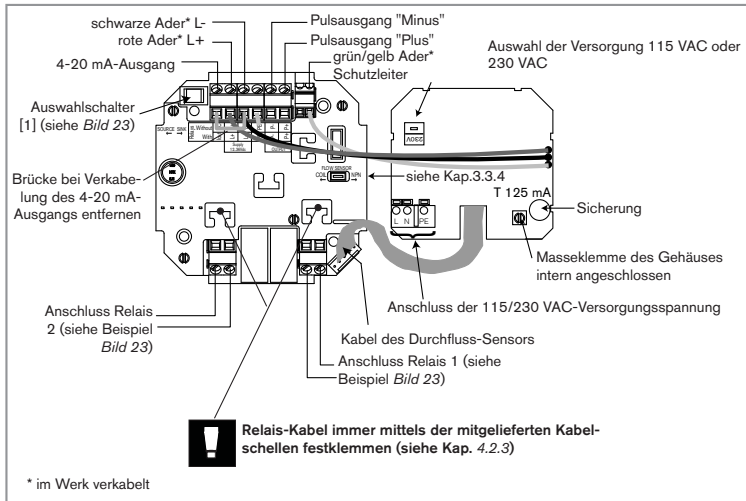 schwarze Ader* L-
rote Ader* L+
4-20 mA-Ausgang
Pulsausgang "Minus"
Pulsausgang "Plus"
grün/gelb Ader*
Schutzleiter
Auswahl der Versorgung 115 VAC oder
230 VAC
Auswahlschalter
[1] (siehe Bild 23)
SOURCE SINK
Without
With
Supply
Brücke bei Verkabe-
lung des 4-20 mA-
Ausgangs entfernen
FLOW SENSOR
COIL NPN
siehe Kap.3.3.4
230V
T 125 mA
Sicherung
L N PE
Masseklemme des Gehäuses
intern angeschlossen
Anschluss der 115/230 VAC-Versorgungsspannung
Anschluss Relais
2 (siehe Beispiel
Bild 23)
Kabel des Durchfluss-Sensors
Anschluss Relais 1 (siehe
Beispiel Bild 23)
! Relais-Kabel immer mittels der mitgelieferten Kabel-
schellen festklemmen (siehe Kap. 4.2.3)
* im Werk verkabelt